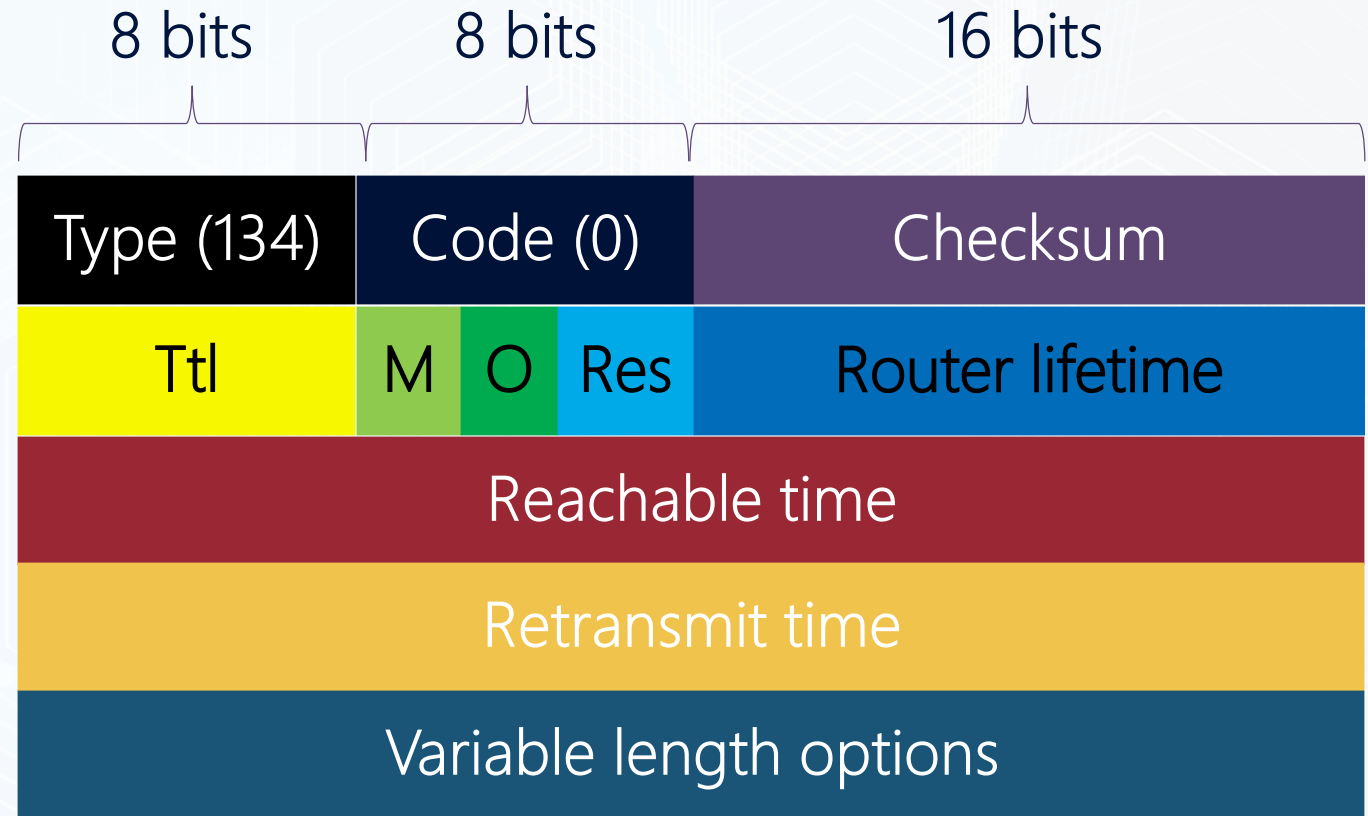 8 bits 8 bits 16 bits
Type (134) Code (0) Checksum
Ttl M O Res Router lifetime
Reachable time
Retransmit time
Variable length options